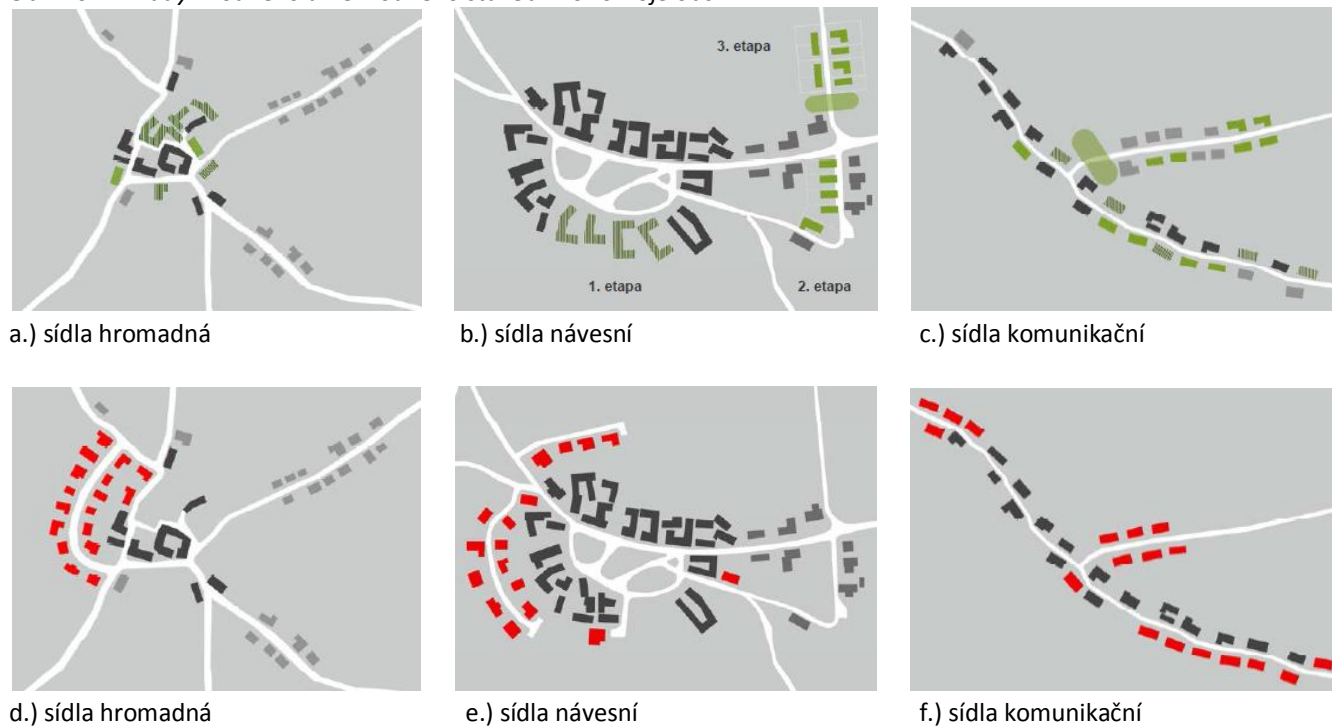 3. etapa
1. etapa
2. etapa
a.) sídla hromadná
b.) sídla návesní
c.) sídla komunikační
d.) sídla hromadná
e.) sídla návesní
f.) sídla komunikační